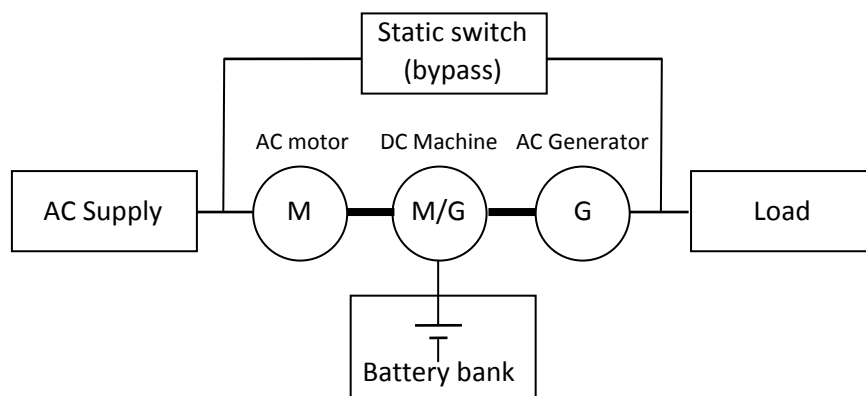 Static switch
(bypass)
AC motor
DC Machine
AC Generator
AC Supply
M
M/G
G
Load
Battery bank